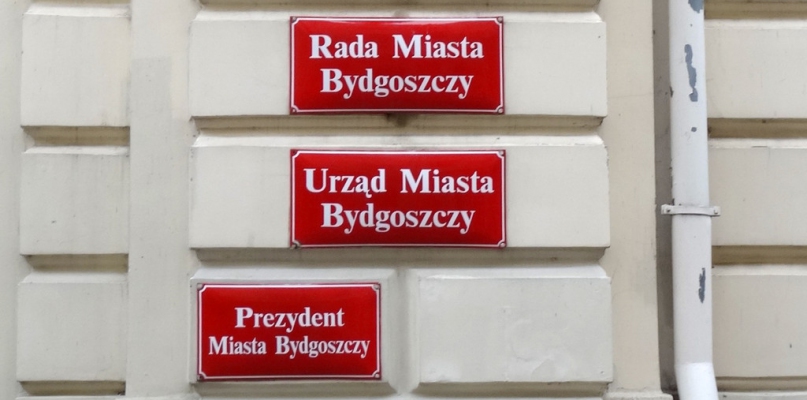 Rada Miasta
Bydgoszczy
Urząd Miasta
Bydgoszczy
Prezydent
Miasta Bydgoszczy